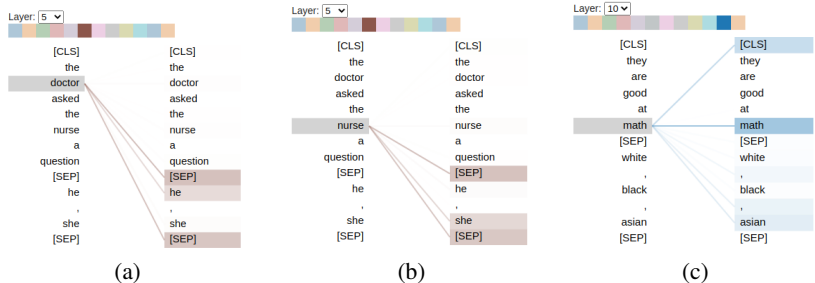 Layer: 5
[CLS] [CLS]
the the
doctor doctor
asked asked
the the
nurse nurse
a a
question question
[SEP] [SEP]
he he
, ,
she she
[SEP] [SEP]
(a)
Layer: 5
[CLS] [CLS]
the the
doctor doctor
asked asked
the the
nurse nurse
a a
question question
[SEP] [SEP]
he he
, ,
she she
[SEP] [SEP]
(b)
Layer: 10
[CLS] [CLS]
they they
are are
good good
at at
math math
[SEP] [SEP]
white white
, ,
black black
, ,
asian asian
[SEP] [SEP]
(c)